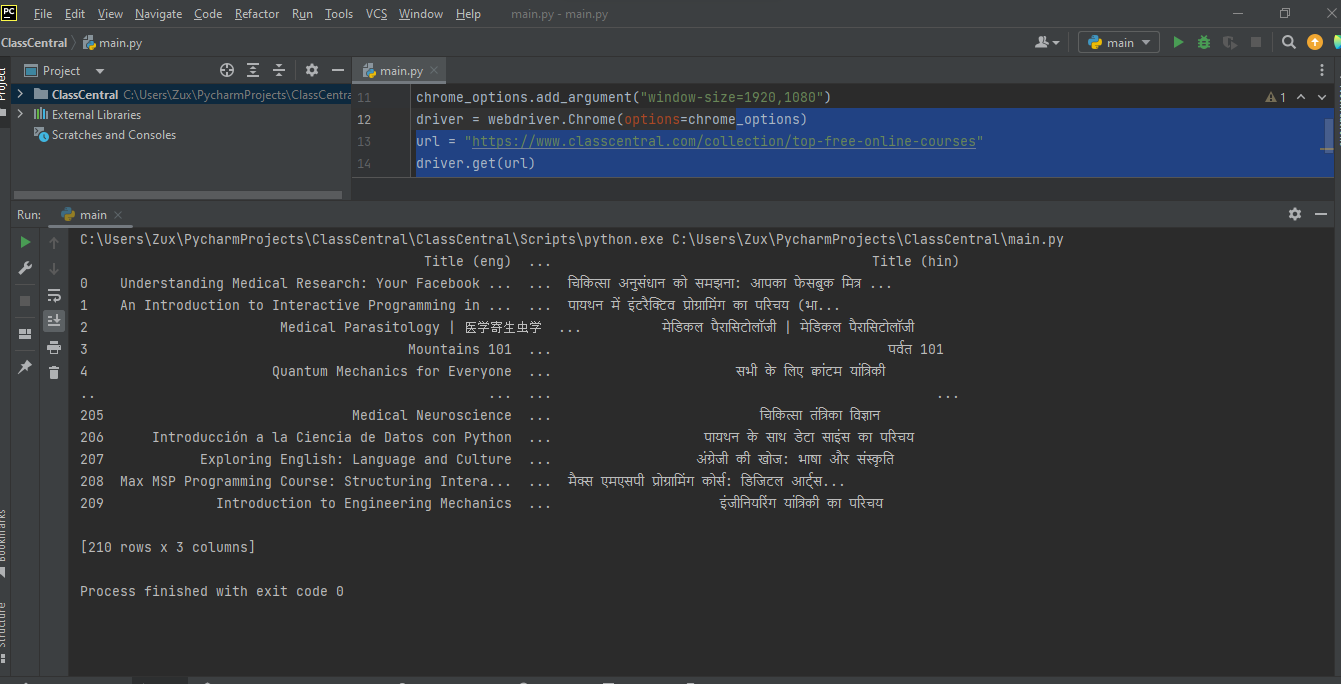 PC File Edit View Navigate Code Refactor Run Tools VCS Window Help main.py - main.py
ClassCentral main.py main
Project main.py
ClassCentral C:\Users\Zux\PycharmProjects\ClassCentra
External Libraries
Scratches and Consoles
11 chrome_options.add_argument("window-size=1920,1080") 1
12 driver = webdriver.Chrome(options=chrome_options)
13 url = "https://www.classcentral.com/collection/top-free-online-courses"
14 driver.get(url)
Run: main
C:\Users\Zux\PycharmProjects\ClassCentral\ClassCentral\Scripts\python.exe C:\Users\Zux\PycharmProjects\ClassCentral\main.py
Title (eng) ... Title (hin)
0 Understanding Medical Research: Your Facebook ... ... चिकित्सा अनुसंधान को समझना: आपका फेसबुक मित्र ...
1 An Introduction to Interactive Programming in ... ... पायथन में इंटरैक्टिव प्रोग्रामिंग का परिचय (भा...
2 Medical Parasitology | 医学寄生虫学 ... मेडिकल पैरासिटोलॉजी | मेडिकल पैरासिटोलॉजी
3 Mountains 101 ... पर्वत 101
4 Quantum Mechanics for Everyone ... सभी के लिए क्वांटम यांत्रिकी
.. ... ... ...
205 Medical Neuroscience ... चिकित्सा तंत्रिका विज्ञान
206 Introducción a la Ciencia de Datos con Python ... पायथन के साथ डेटा साइंस का परिचय
207 Exploring English: Language and Culture ... अंग्रेजी की खोज: भाषा और संस्कृति
208 Max MSP Programming Course: Structuring Intera... ... मैक्स एमएसपी प्रोग्रामिंग कोर्स: डिजिटल आर्ट्स...
209 Introduction to Engineering Mechanics ... इंजीनियरिंग यांत्रिकी का परिचय
[210 rows x 3 columns]
Process finished with exit code 0
Project
Bookmarks
Structure